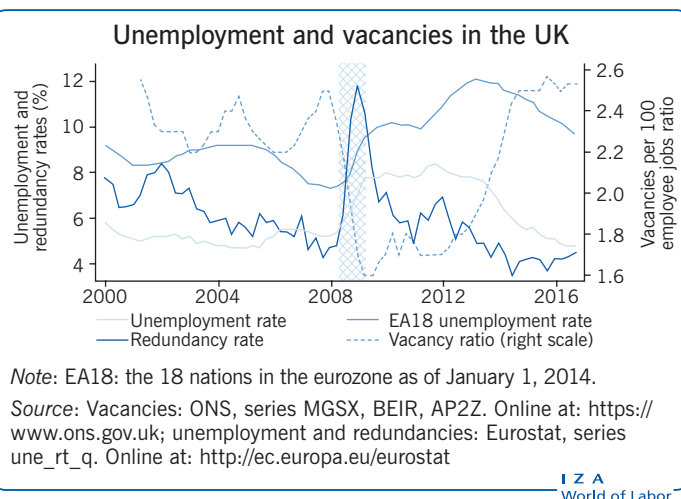 Unemployment and vacancies in the UK
Unemployment and
redundancy rates (%)
12
10
8
6
4
2.6
2.4
2.2
2.0
1.8
1.6
Vacancies per 100
employee jobs ratio
2000 2004 2008 2012 2016
Unemployment rate EA18 unemployment rate
Redundancy rate Vacancy ratio (right scale)
Note: EA18: the 18 nations in the eurozone as of January 1, 2014.
Source: Vacancies: ONS, series MGSX, BEIR, AP2Z. Online at: https://
www.ons.gov.uk; unemployment and redundancies: Eurostat, series
une_rt_q. Online at: http://ec.europa.eu/eurostat
I Z A
World of Labor